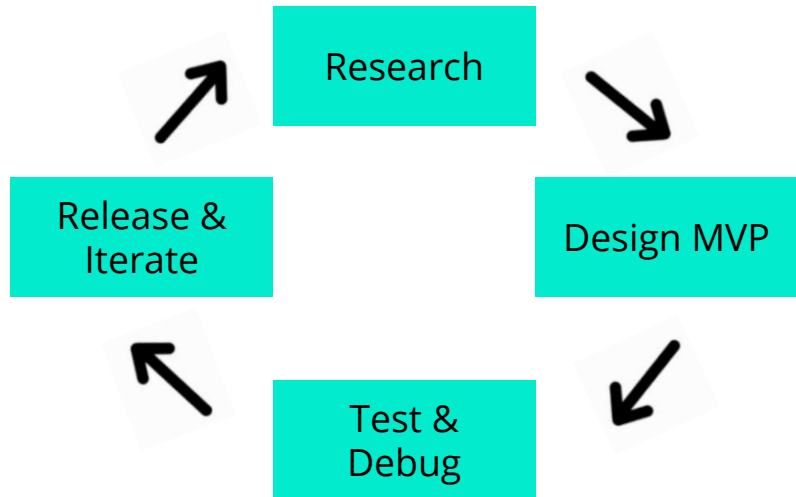 Research
Design MVP
Test &
Debug
Release &
Iterate